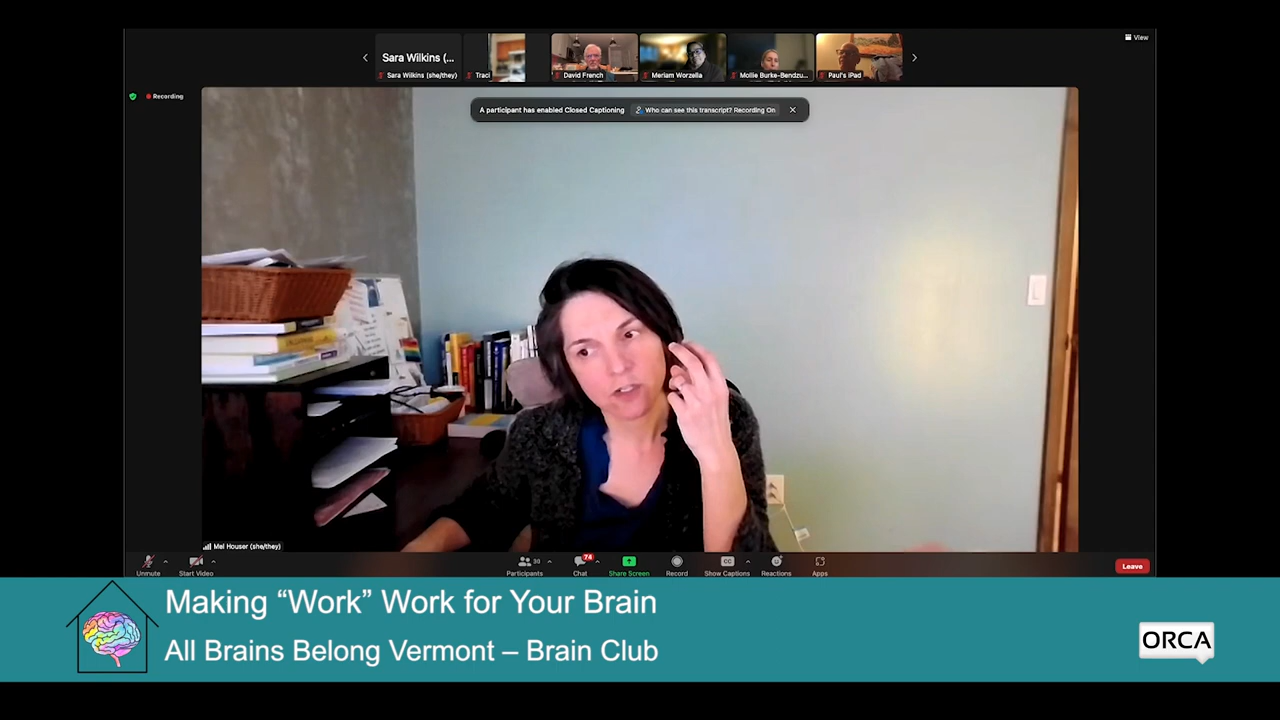 View
Sara Wilkins (...
Sara Wilkins (she/they)
Traci
David French
Meriam Worzella
Mollie Burke-Bendzu...
Paul's iPad
Recording
A participant has enabled Closed Captioning
Who can see this transcript? Recording On
Mel Houser (she/they)
Unmute
Start Video
30
Participants
74
Chat
Share Screen
Record
CC
Show Captions
Reactions
Apps
Leave
Making “Work” Work for Your Brain
All Brains Belong Vermont – Brain Club
ORCA